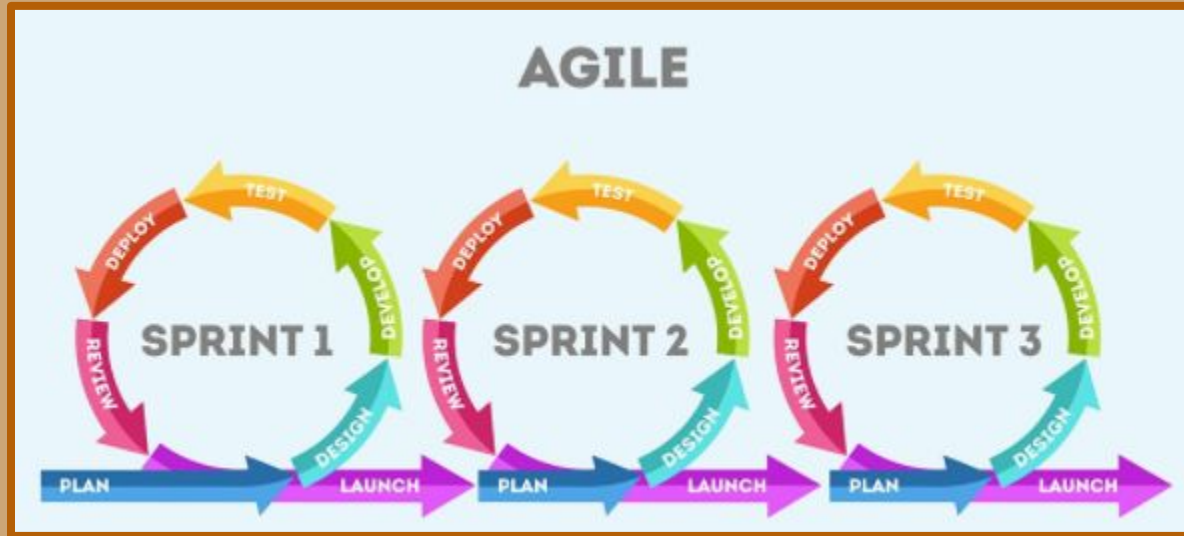 AGILE
TEST
DEPLOY
DEVELOP
SPRINT 1
REVIEW
DESIGN
PLAN
LAUNCH
TEST
DEPLOY
DEVELOP
SPRINT 2
REVIEW
DESIGN
PLAN
LAUNCH
TEST
DEPLOY
DEVELOP
SPRINT 3
REVIEW
DESIGN
PLAN
LAUNCH